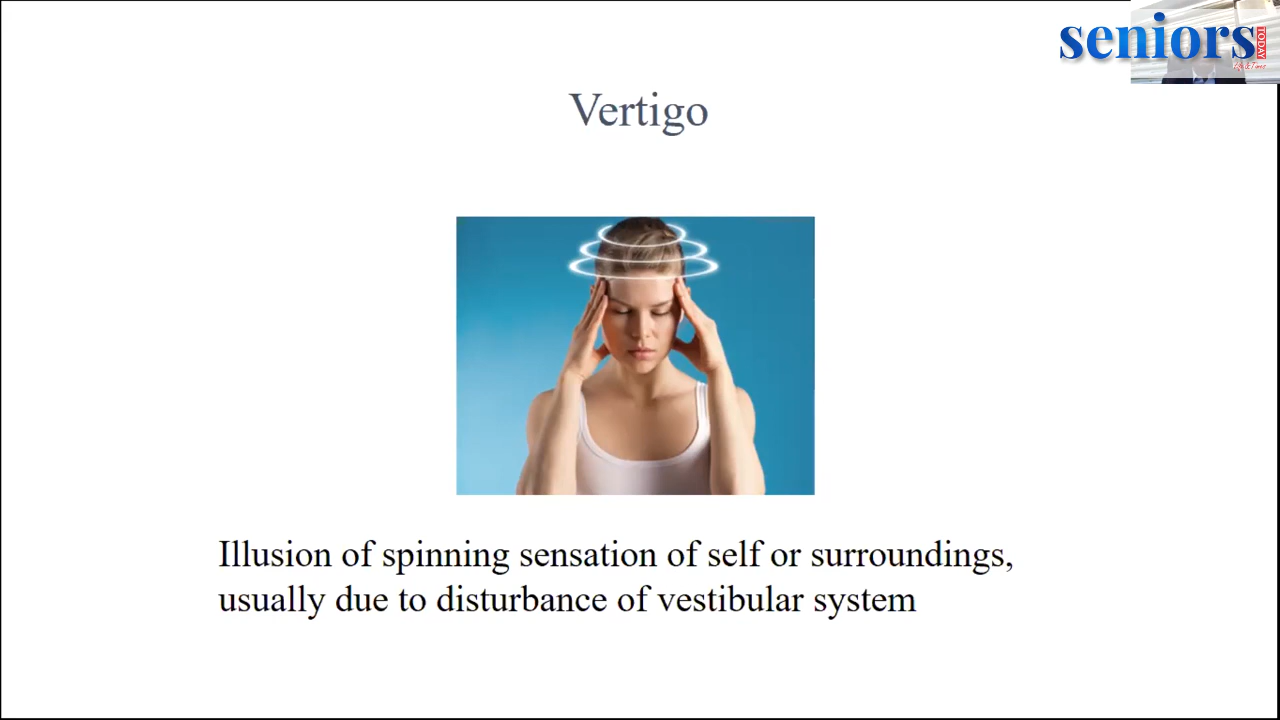 seniors
TODAY
Vertigo
Illusion of spinning sensation of self or surroundings,
usually due to disturbance of vestibular system